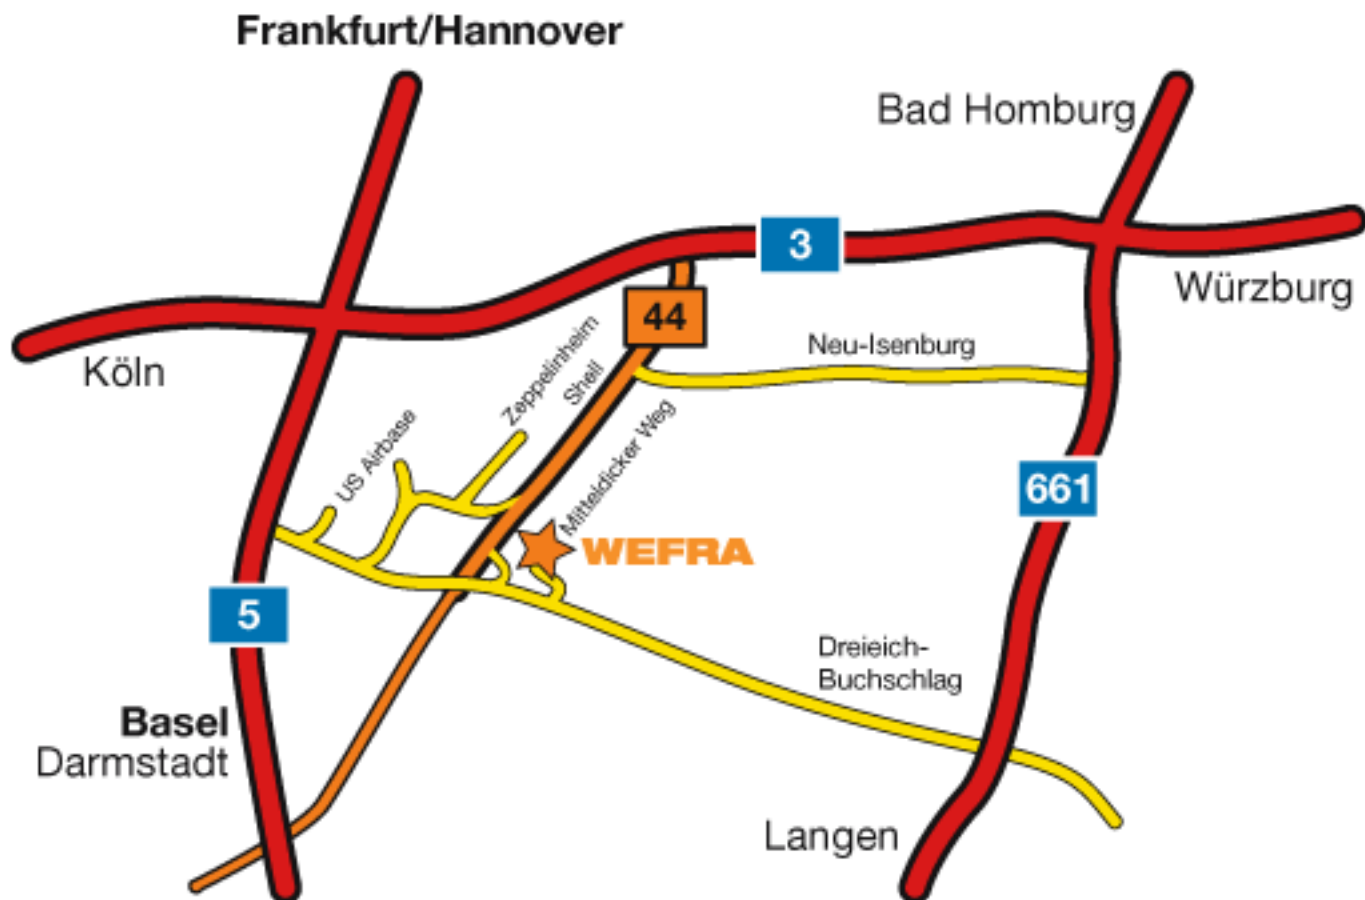 Frankfurt/Hannover
Bad Homburg
3
Würzburg
44
Köln
Neu-Isenburg
Zeppelinheim
Shell
US Airbase
Mitteldicker Weg
661
WEFRA
5
Dreieich-
Buchschlag
Basel
Darmstadt
Langen